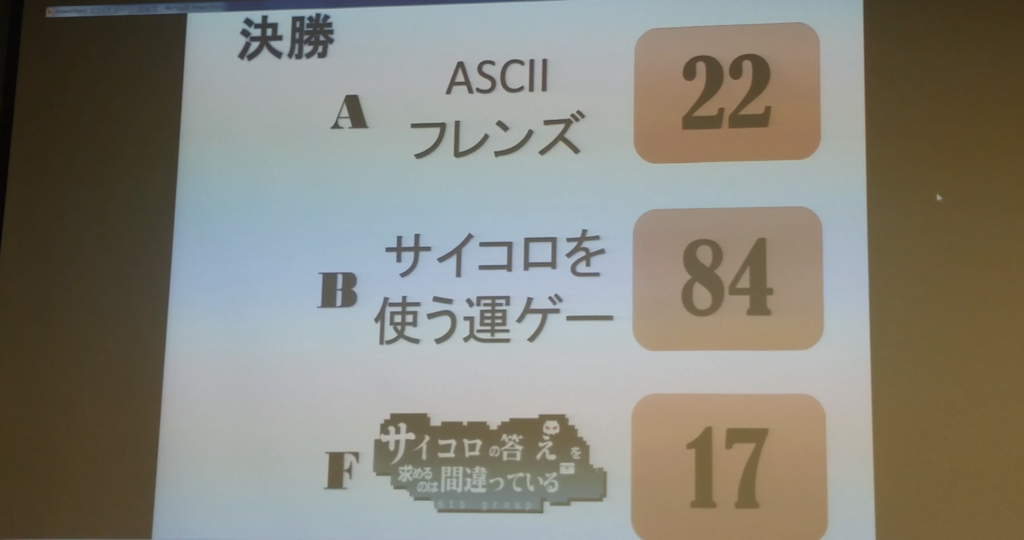 決勝
A
ASCII
フレンズ
22
B
サイコロを
使う運ゲー
84
F
サイコロの答えを
求めるのは間違っている
6th group
17